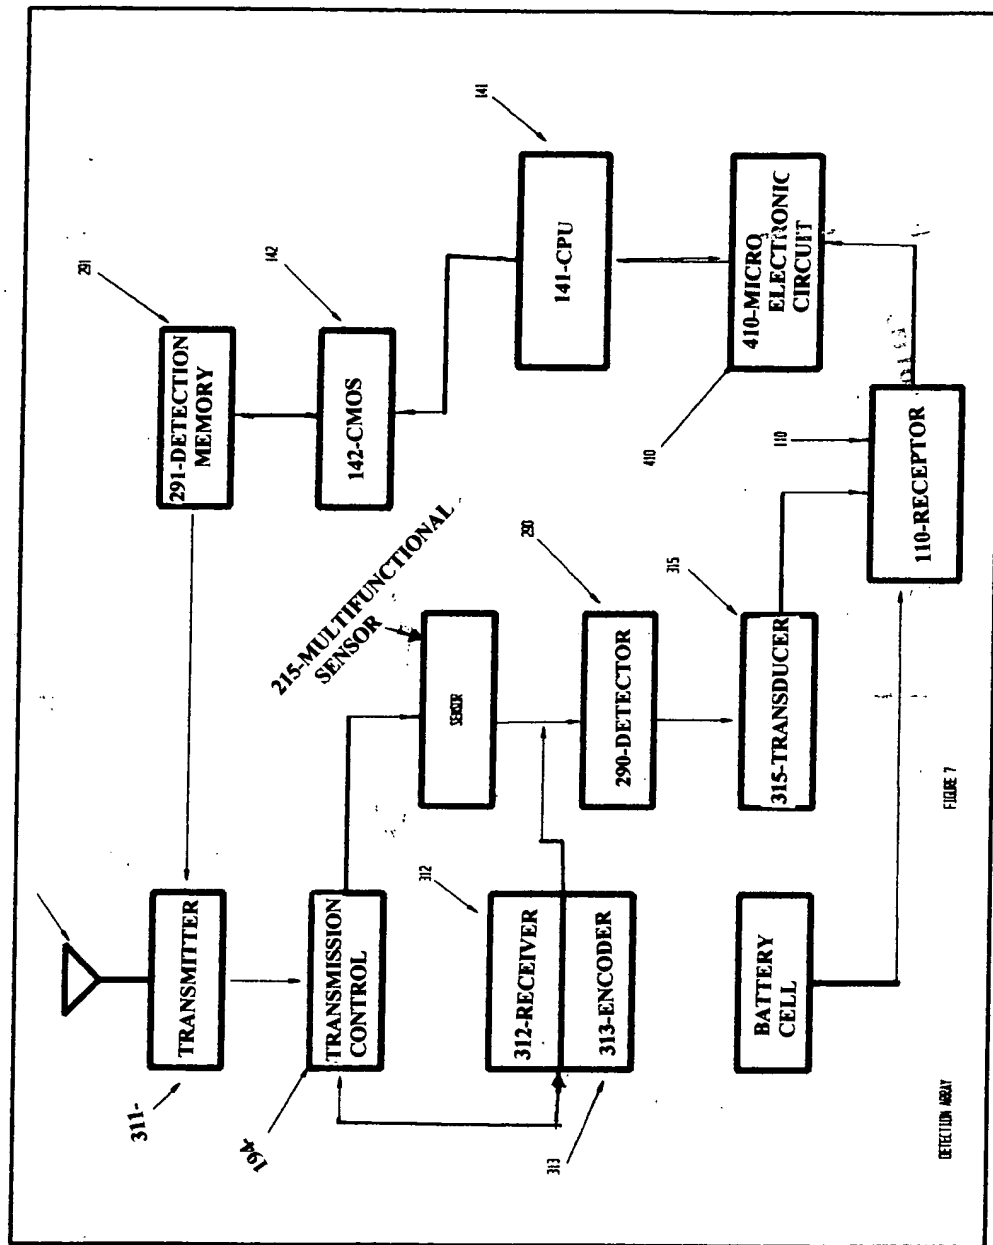 311-
TRANSMITTER
291-DETECTION
MEMORY
291
194
TRANSMISSION
CONTROL
142-CMOS
142
215-MULTIFUNCTIONAL
SENSOR
SENSOR
312
312-RECEIVER
313-ENCODER
313
290-DETECTOR
290
141-CPU
141
BATTERY
CELL
315-TRANSDUCER
315
410-MICRO
ELECTRONIC
CIRCUIT
410
110-RECEPTOR
110
DETECTION ARRAY
FIGURE 7